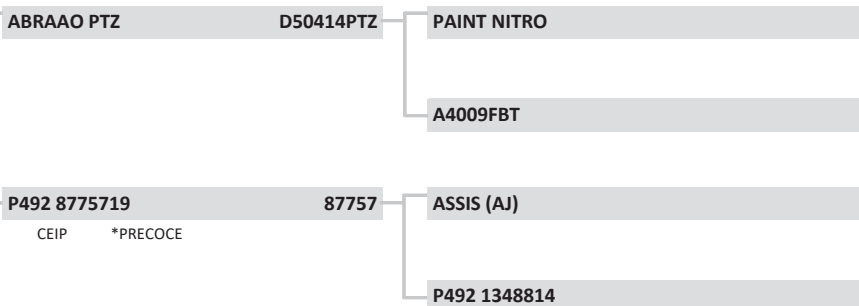 ABRAAO PTZ D50414PTZ PAINT NITRO
A4009FBT
P492 8775719 87757 ASSIS (AJ)
CEIP *PRECOCE
P492 1348814